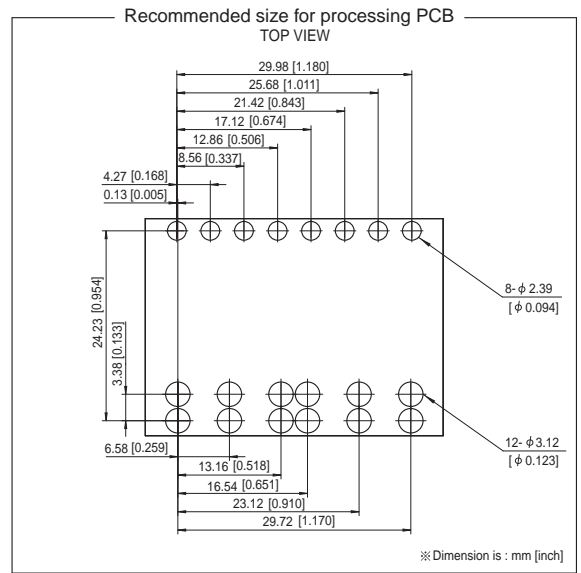 Recommended size for processing PCB
TOP VIEW
29.98 [1.180]
25.68 [1.011]
21.42 [0.843]
17.12 [0.674]
12.86 [0.506]
8.56 [0.337]
4.27 [0.168]
0.13 [0.005]
24.23 [0.954]
3.38 [0.133]
8-ϕ2.39
[ϕ0.094]
12-ϕ3.12
[ϕ0.123]
6.58 [0.259]
13.16 [0.518]
16.54 [0.651]
23.12 [0.910]
29.72 [1.170]
※Dimension is : mm [inch]